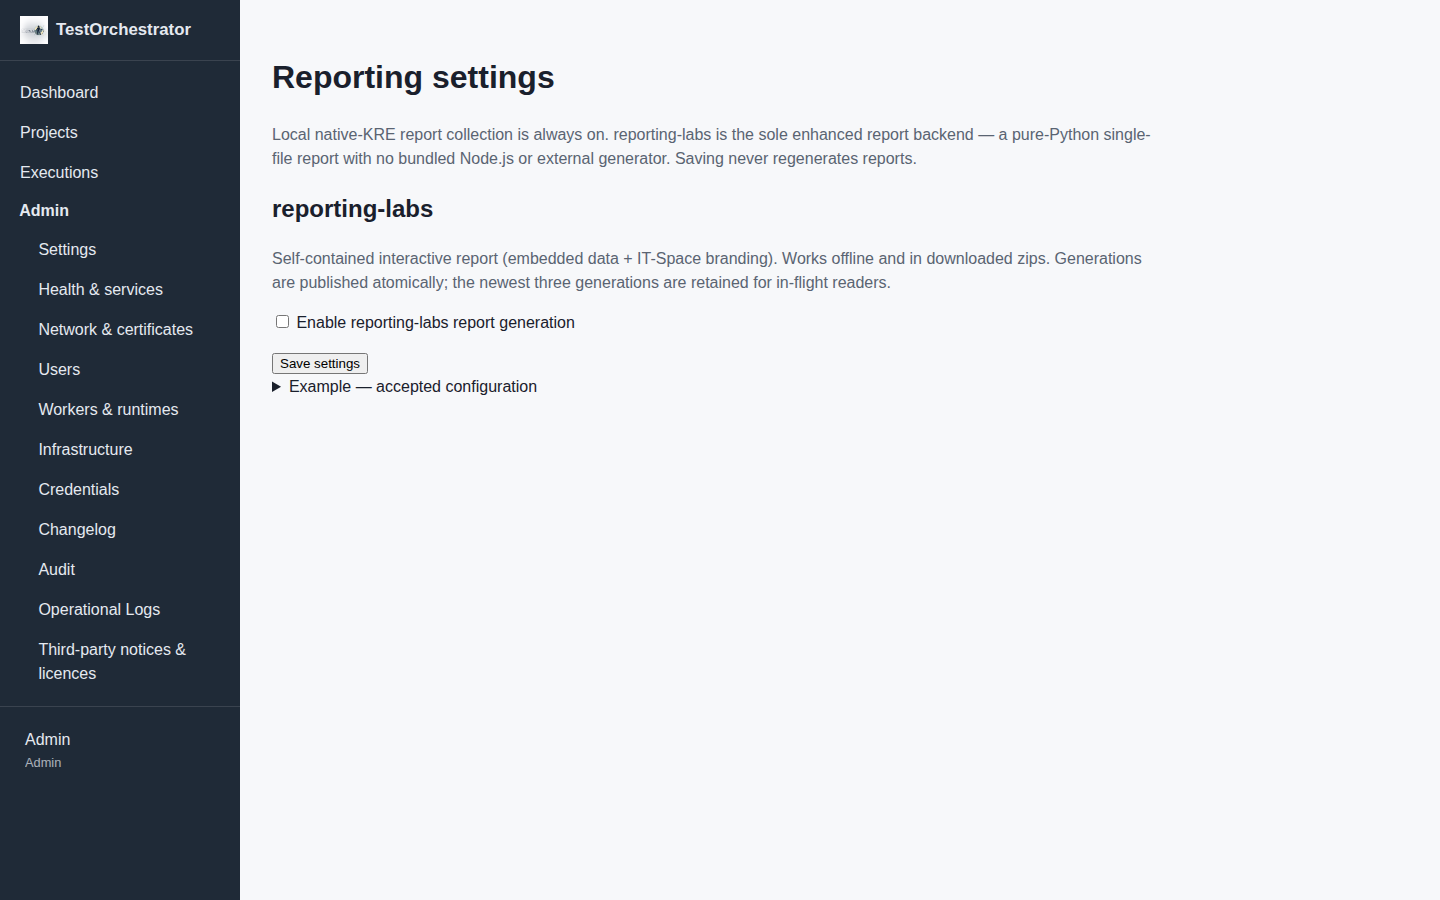 TestOrchestrator
Dashboard
Projects
Executions
Admin
Settings
Health & services
Network & certificates
Users
Workers & runtimes
Infrastructure
Credentials
Changelog
Audit
Operational Logs
Third-party notices &
licences
Admin
Admin
Reporting settings
Local native-KRE report collection is always on. reporting-labs is the sole enhanced report backend — a pure-Python single-
file report with no bundled Node.js or external generator. Saving never regenerates reports.
reporting-labs
Self-contained interactive report (embedded data + IT-Space branding). Works offline and in downloaded zips. Generations
are published atomically; the newest three generations are retained for in-flight readers.
Enable reporting-labs report generation
Save settings
Example — accepted configuration